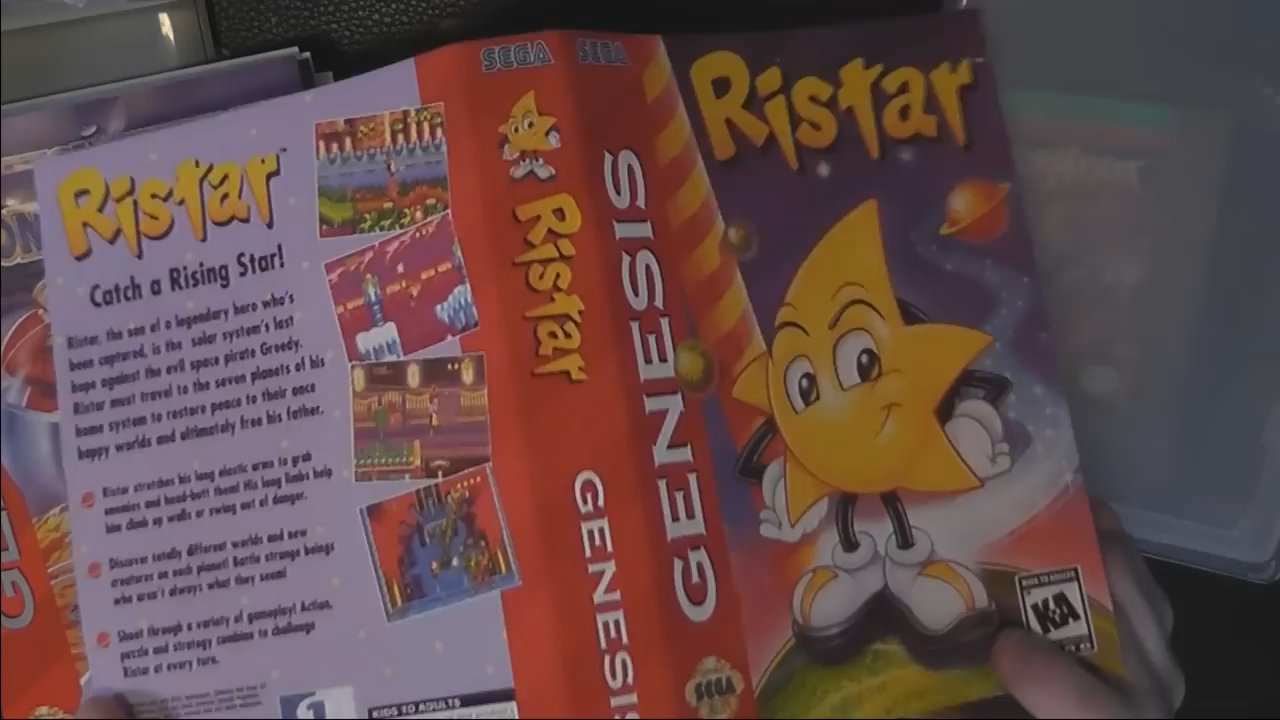 Ristar™
Catch a Rising Star!
Ristar, the son of a legendary hero who's
been captured, is the solar system's last
hope against the evil space pirate Greedy.
Ristar must travel to the seven planets of his
home system to restore peace to their once
happy worlds and ultimately free his father.
Ristar stretches his long elastic arms to grab
enemies and head-butt them! His long limbs help
him climb up walls or swing out of danger.
Discover totally different worlds and new
creatures on each planet! Battle strange beings
who aren't always what they seem!
Shoot through a variety of gameplay! Action,
puzzle and strategy combine to challenge
Ristar at every turn.
KIDS TO ADULTS
SEGA
Ristar
GENESIS
SEGA
GENESIS
SEGA
Ristar™
KIDS TO ADULTS
K-A
ON